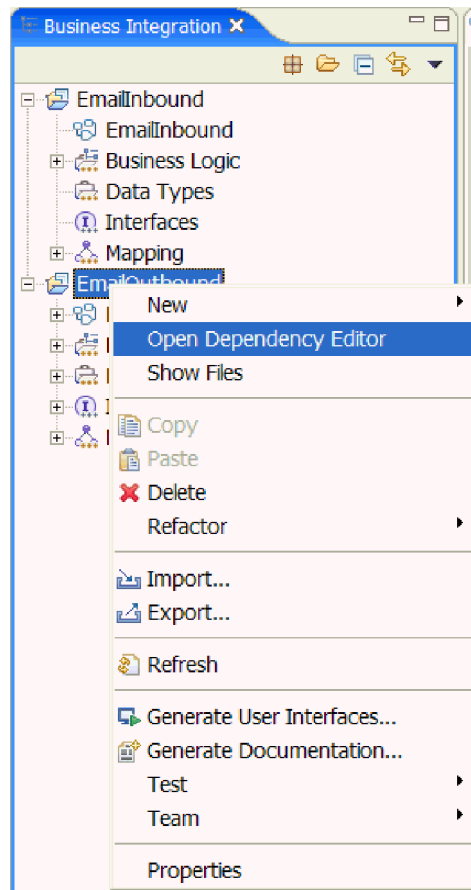 Business Integration
EmailInbound
EmailInbound
Business Logic
Data Types
Interfaces
Mapping
EmailOutbound
New
Open Dependency Editor
Show Files
Copy
Paste
Delete
Refactor
Import...
Export...
Refresh
Generate User Interfaces...
Generate Documentation...
Test
Team
Properties